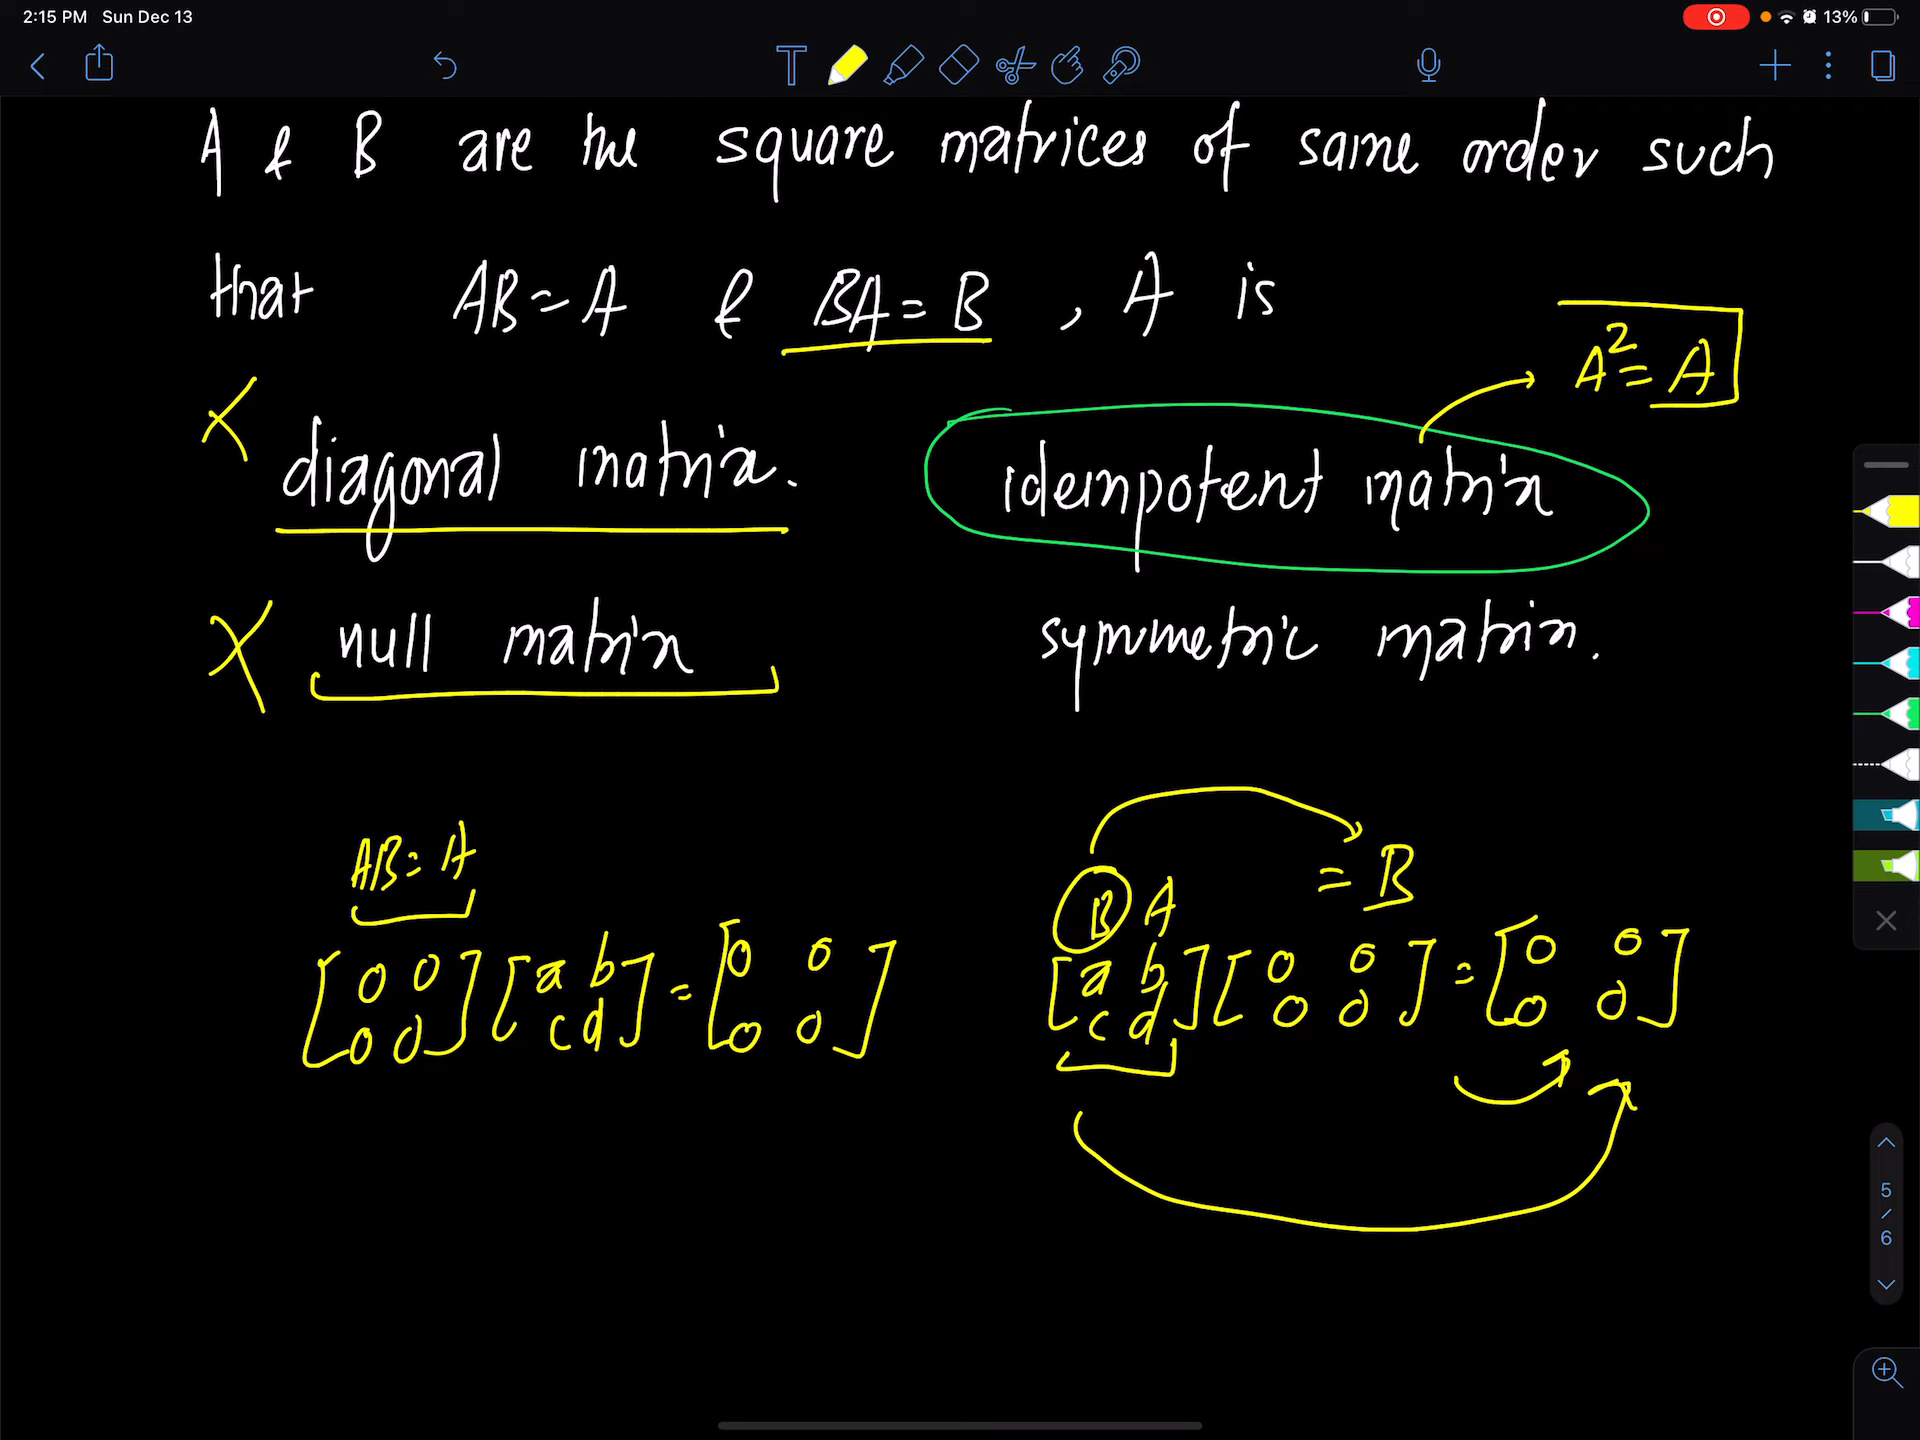 2:15 PM Sun Dec 13 13%
A & B are the square matrices of same order such
that AB = A & BA = B , A is
A² = A
X diagonal matrix. idempotent matrix
X null matrix symmetric matrix.
AB = A B A = B
[0 0 [a b = [0 0 [a b [0 0 = [0 0
0 0] c d] 0 0] c d] 0 0] 0 0]
5
/
6